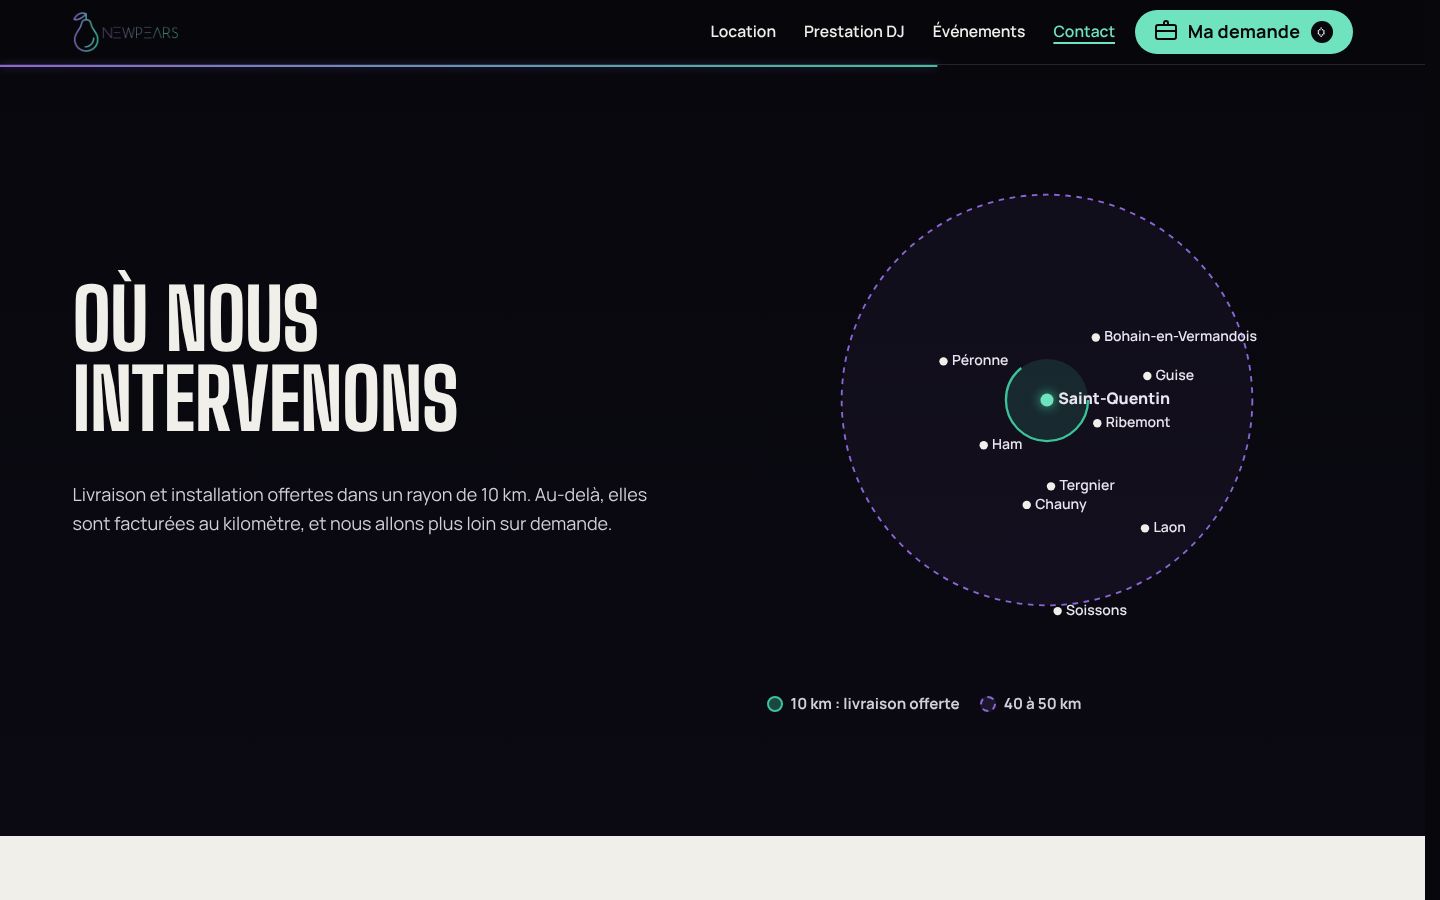 NEWPEARS
Location
Prestation DJ
Événements
Contact
Ma demande
OÙ NOUS
INTERVENONS
Livraison et installation offertes dans un rayon de 10 km. Au-delà, elles
sont facturées au kilomètre, et nous allons plus loin sur demande.
Bohain-en-Vermandois
Péronne
Guise
Saint-Quentin
Ribemont
Ham
Tergnier
Chauny
Laon
Soissons
10 km : livraison offerte
40 à 50 km